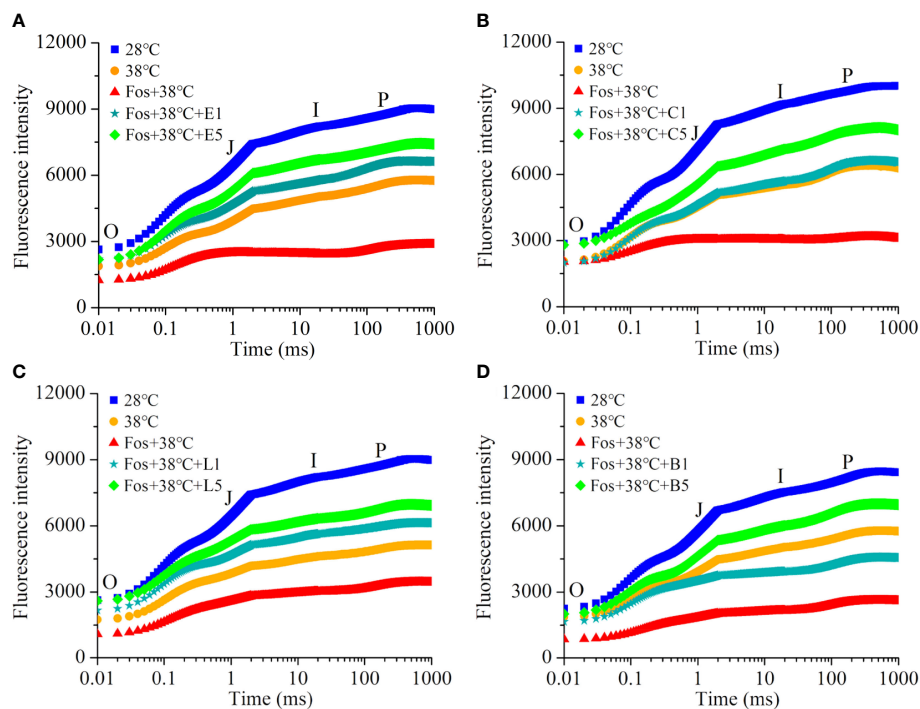 A
Fluorescence intensity
12000
9000
6000
3000
0
28℃
38℃
Fos+38℃
Fos+38℃+E1
Fos+38℃+E5
O
J
I
P
0.01 0.1 1 10 100 1000
Time (ms)
B
Fluorescence intensity
12000
9000
6000
3000
0
28℃
38℃
Fos+38℃
Fos+38℃+C1
Fos+38℃+C5
O
J
I
P
0.01 0.1 1 10 100 1000
Time (ms)
C
Fluorescence intensity
12000
9000
6000
3000
0
28℃
38℃
Fos+38℃
Fos+38℃+L1
Fos+38℃+L5
O
J
I
P
0.01 0.1 1 10 100 1000
Time (ms)
D
Fluorescence intensity
12000
9000
6000
3000
0
28℃
38℃
Fos+38℃
Fos+38℃+B1
Fos+38℃+B5
O
J
I
P
0.01 0.1 1 10 100 1000
Time (ms)